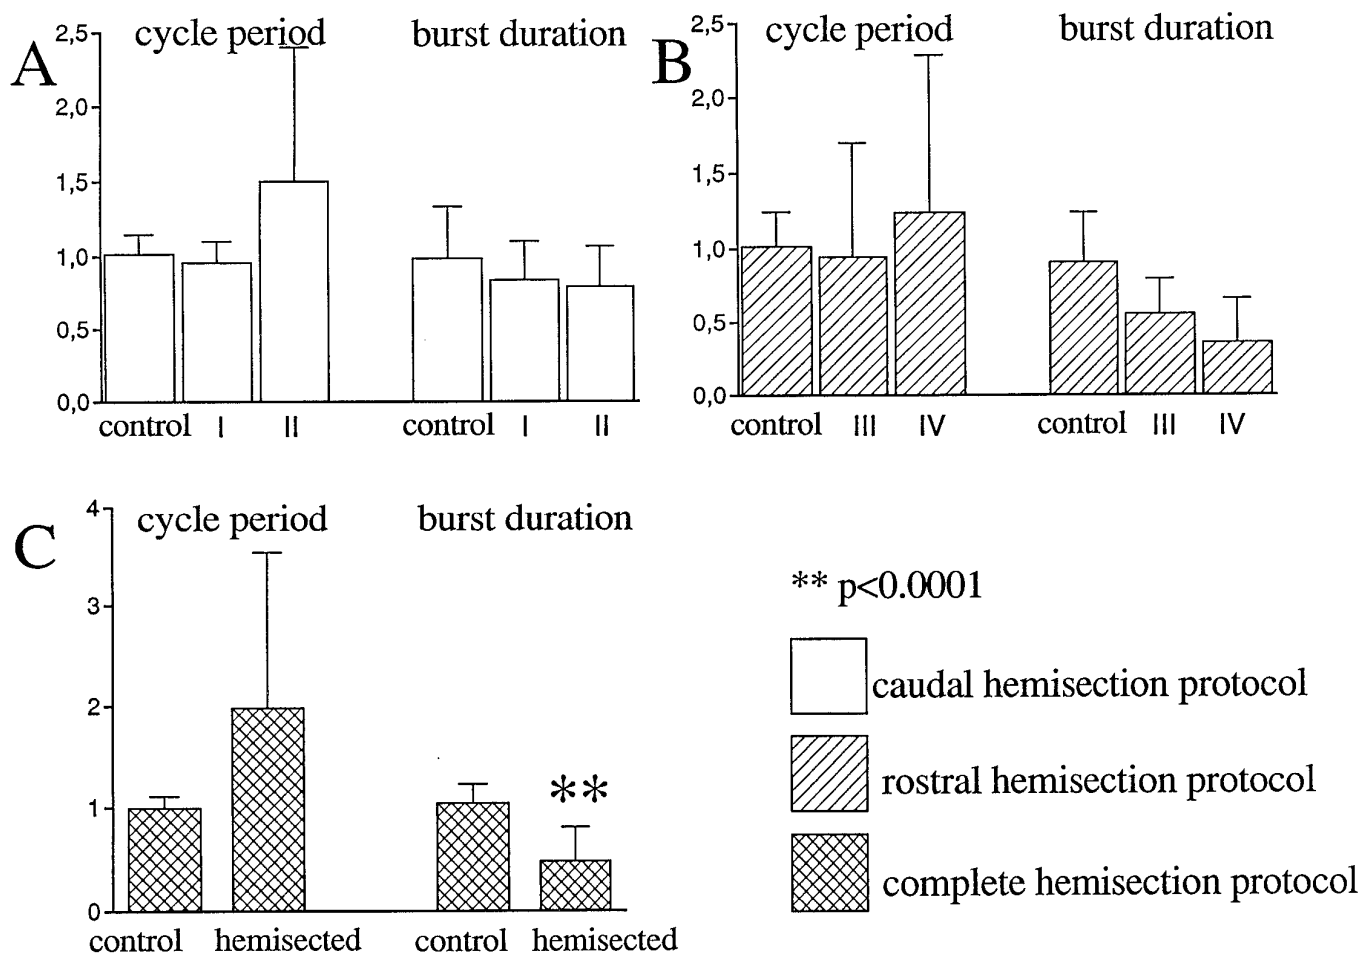 A
cycle period
burst duration
2,5
2,0
1,5
1,0
0,5
0,0
control I II
control I II
B
cycle period
burst duration
2,5
2,0
1,5
1,0
0,5
0,0
control III IV
control III IV
C
cycle period
burst duration
4
3
2
1
0
**
control hemisected
control hemisected
** p<0.0001
caudal hemisection protocol
rostral hemisection protocol
complete hemisection protocol